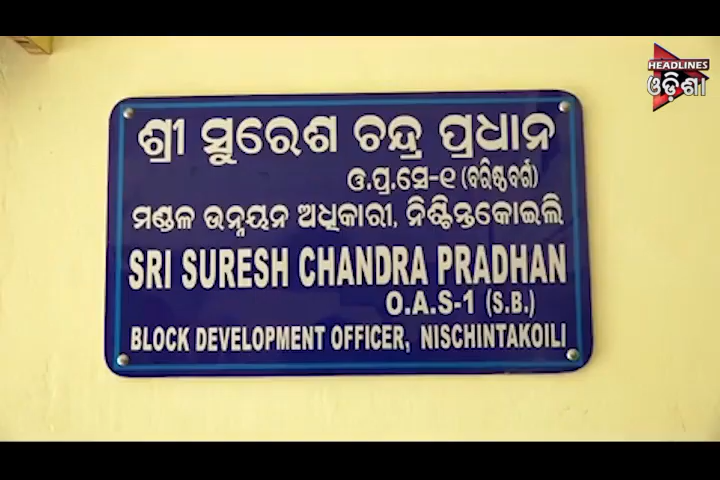 HEADLINES
ଓଡ଼ିଶା
ଶ୍ରୀ ସୁରେଶ ଚନ୍ଦ୍ର ପ୍ରଧାନ
ଓ.ପ୍ର.ସେ-୧ (ବରିଷ୍ଠବର୍ଗ)
ମଣ୍ଡଳ ଉନ୍ନୟନ ଅଧିକାରୀ, ନିଶ୍ଚିନ୍ତକୋଇଲି
SRI SURESH CHANDRA PRADHAN
O.A.S-1 (S.B.)
BLOCK DEVELOPMENT OFFICER, NISCHINTAKOILI